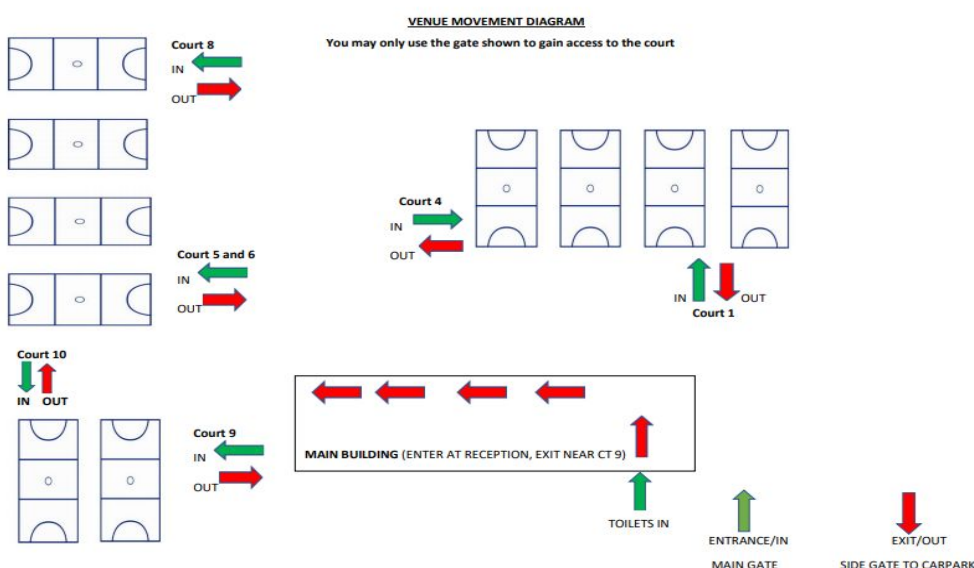 VENUE MOVEMENT DIAGRAM
You may only use the gate shown to gain access to the court
Court 8
IN
OUT
Court 4
IN
OUT
Court 5 and 6
IN
OUT
IN OUT
Court 1
Court 10
IN OUT
Court 9
IN
OUT
MAIN BUILDING (ENTER AT RECEPTION, EXIT NEAR CT 9)
TOILETS IN
ENTRANCE/IN
MAIN GATE
EXIT/OUT
SIDE GATE TO CARPARK